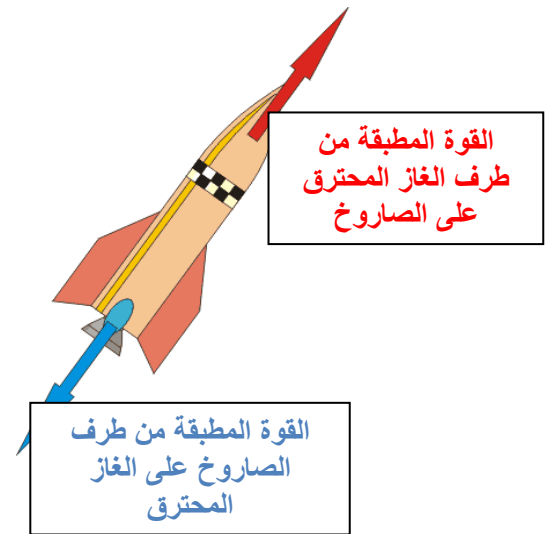 القوة المطبقة من
طرف الغاز المحترق
على الصاروخ
القوة المطبقة من طرف
الصاروخ على الغاز
المحترق